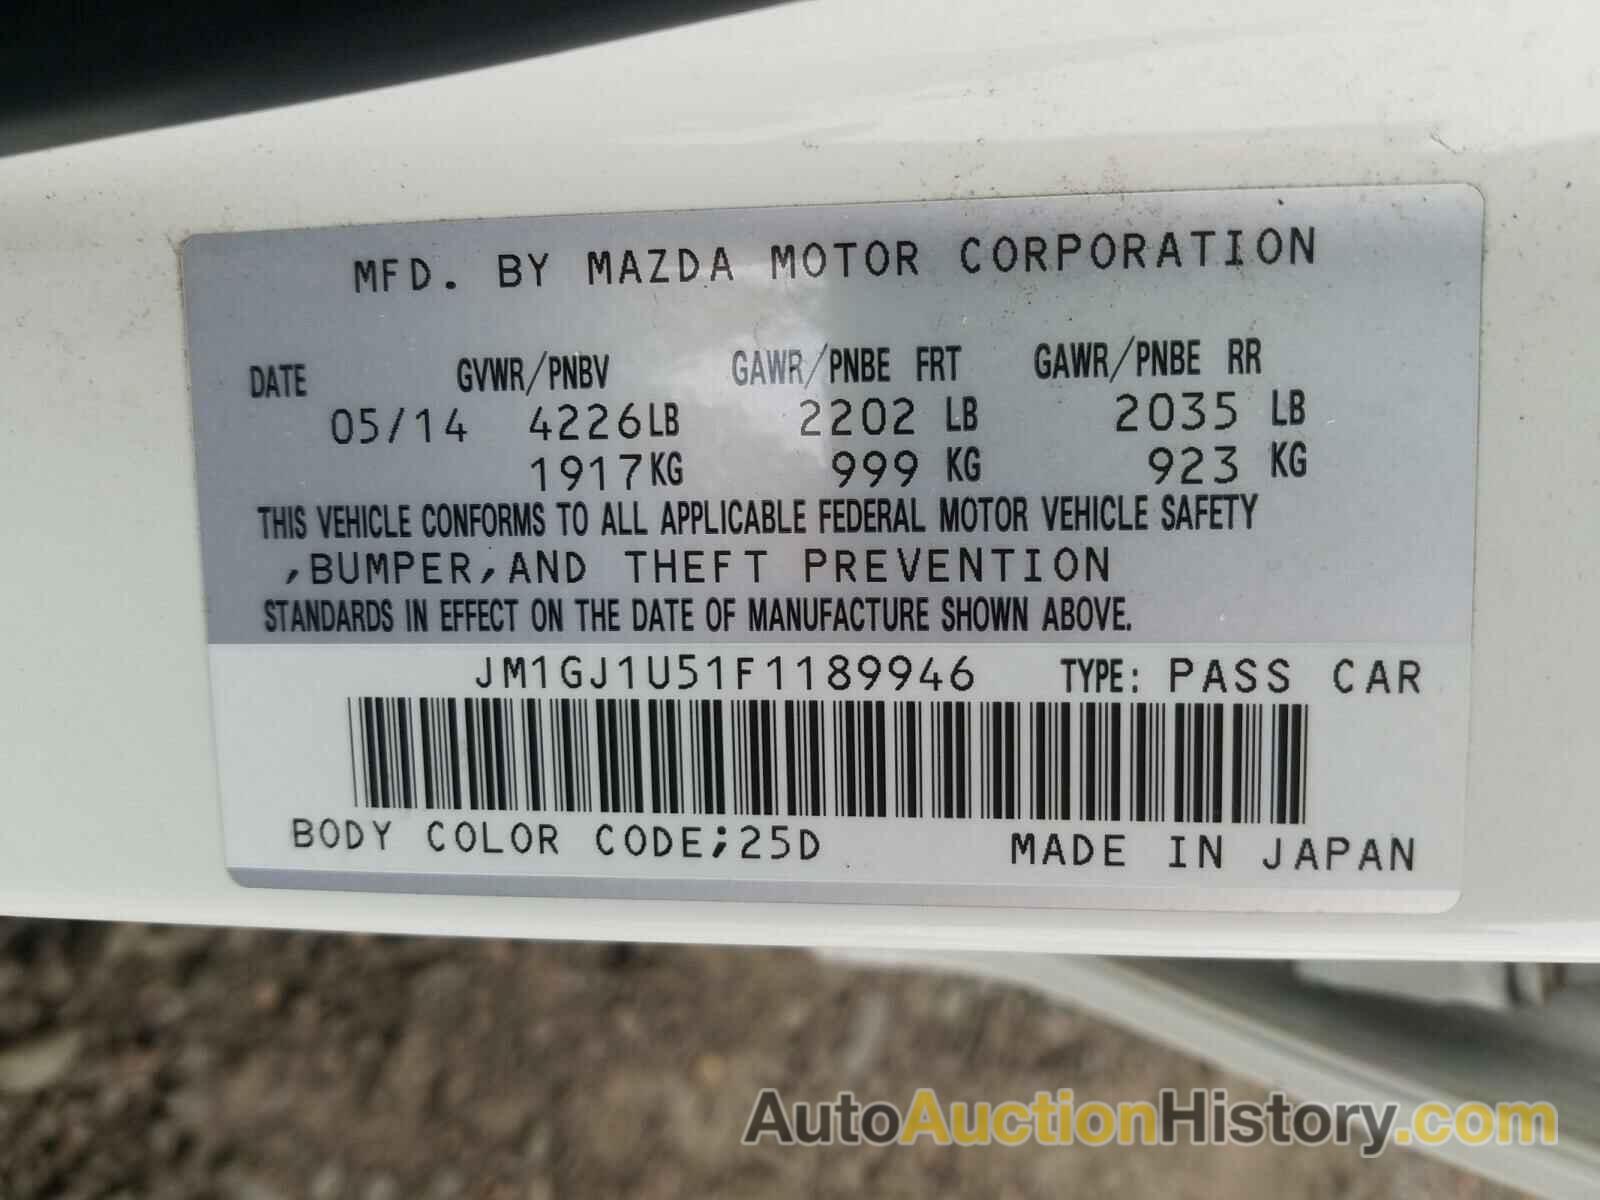 MFD. BY MAZDA MOTOR CORPORATION
DATE GVWR/PNBV GAWR/PNBE FRT GAWR/PNBE RR
05/14 4226LB 2202 LB 2035 LB
1917KG 999 KG 923 KG
THIS VEHICLE CONFORMS TO ALL APPLICABLE FEDERAL MOTOR VEHICLE SAFETY
,BUMPER,AND THEFT PREVENTION
STANDARDS IN EFFECT ON THE DATE OF MANUFACTURE SHOWN ABOVE.
JM1GJ1U51F1189946 TYPE: PASS CAR
BODY COLOR CODE;25D MADE IN JAPAN
AutoAuctionHistory.com